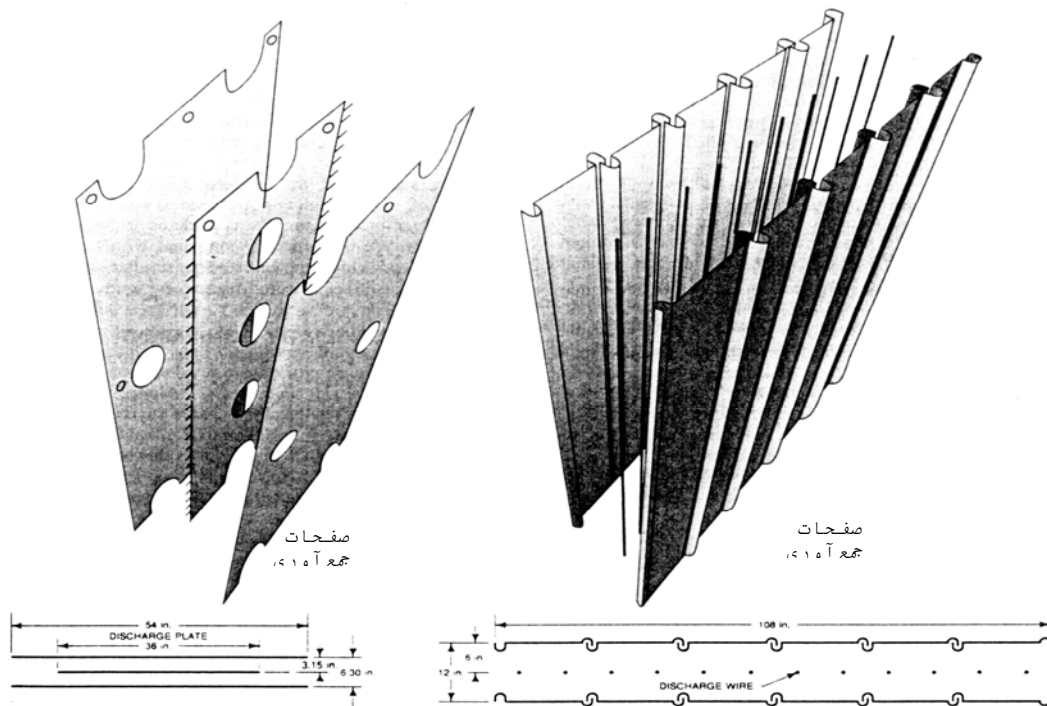 صفحات
جمع آوری
صفحات
جمع آوری
54 in.
DISCHARGE PLATE
36 in.
3.15 in
6.30 in
108 in.
6 in
12 in.
DISCHARGE WIRE